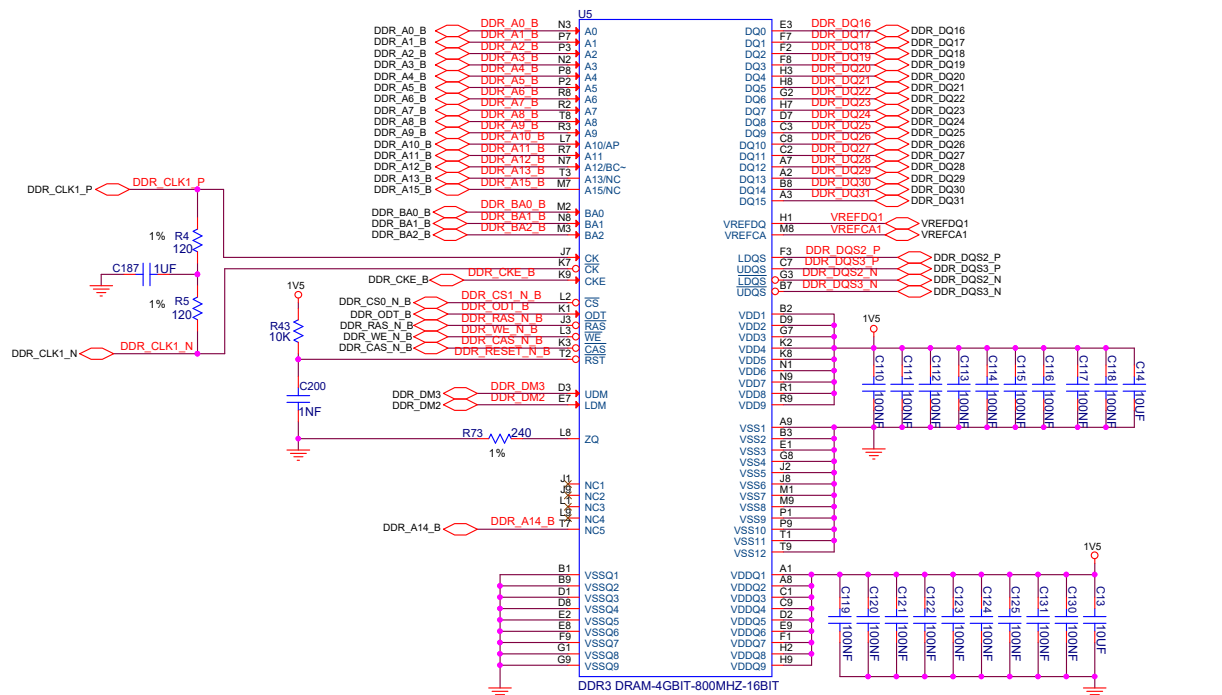 U5
DDR_A0_B DDR_A0_B N3 A0
DDR_A1_B DDR_A1_B P7 A1
DDR_A2_B DDR_A2_B P3 A2
DDR_A3_B DDR_A3_B N2 A3
DDR_A4_B DDR_A4_B P8 A4
DDR_A5_B DDR_A5_B P2 A5
DDR_A6_B DDR_A6_B R8 A6
DDR_A7_B DDR_A7_B R2 A7
DDR_A8_B DDR_A8_B T8 A8
DDR_A9_B DDR_A9_B R3 A9
DDR_A10_B DDR_A10_B L7 A10/AP
DDR_A11_B DDR_A11_B R7 A11
DDR_A12_B DDR_A12_B N7 A12/BC~
DDR_A13_B DDR_A13_B T3 A13/NC
DDR_A15_B DDR_A15_B M7 A15/NC
DDR_BA0_B DDR_BA0_B M2 BA0
DDR_BA1_B DDR_BA1_B N8 BA1
DDR_BA2_B DDR_BA2_B M3 BA2
DDR_CLK1_P DDR_CLK1_P
1% R4
120
C187 1UF
1% R5
120
DDR_CLK1_N DDR_CLK1_N
J7 CK
K7 CK
DDR_CKE_B DDR_CKE_B K9 CKE
DDR_CS0_N_B DDR_CS1_N_B L2 CS
DDR_ODT_B DDR_ODT_B K1 ODT
DDR_RAS_N_B DDR_RAS_N_B J3 RAS
DDR_WE_N_B DDR_WE_N_B L3 WE
DDR_CAS_N_B DDR_CAS_N_B K3 CAS
DDR_RESET_N_B T2 RST
1V5
R43
10K
C200
1NF
DDR_DM3 DDR_DM3 D3 UDM
DDR_DM2 DDR_DM2 E7 LDM
R73 240 L8 ZQ
1%
J1 NC1
J9 NC2
L1 NC3
L9 NC4
DDR_A14_B DDR_A14_B T7 NC5
B1 VSSQ1
B9 VSSQ2
D1 VSSQ3
D8 VSSQ4
E2 VSSQ5
E8 VSSQ6
F9 VSSQ7
G1 VSSQ8
G9 VSSQ9
DQ0 E3 DDR_DQ16 DDR_DQ16
DQ1 F7 DDR_DQ17 DDR_DQ17
DQ2 F2 DDR_DQ18 DDR_DQ18
DQ3 F8 DDR_DQ19 DDR_DQ19
DQ4 H3 DDR_DQ20 DDR_DQ20
DQ5 H8 DDR_DQ21 DDR_DQ21
DQ6 G2 DDR_DQ22 DDR_DQ22
DQ7 H7 DDR_DQ23 DDR_DQ23
DQ8 D7 DDR_DQ24 DDR_DQ24
DQ9 C3 DDR_DQ25 DDR_DQ25
DQ10 C8 DDR_DQ26 DDR_DQ26
DQ11 C2 DDR_DQ27 DDR_DQ27
DQ12 A7 DDR_DQ28 DDR_DQ28
DQ13 A2 DDR_DQ29 DDR_DQ29
DQ14 B8 DDR_DQ30 DDR_DQ30
DQ15 A3 DDR_DQ31 DDR_DQ31
VREFDQ H1 VREFDQ1 VREFDQ1
VREFCA M8 VREFCA1 VREFCA1
LDQS F3 DDR_DQS2_P DDR_DQS2_P
UDQS C7 DDR_DQS3_P DDR_DQS3_P
LDQS G3 DDR_DQS2_N DDR_DQS2_N
UDQS B7 DDR_DQS3_N DDR_DQS3_N
VDD1 B2
VDD2 D9
VDD3 G7
VDD4 K2
VDD5 K8
VDD6 N1
VDD7 N9
VDD8 R1
VDD9 R9
1V5
C110 100NF
C111 100NF
C112 100NF
C113 100NF
C114 100NF
C115 100NF
C116 100NF
C117 100NF
C118 100NF
C14 10UF
VSS1 A9
VSS2 B3
VSS3 E1
VSS4 G8
VSS5 J2
VSS6 J8
VSS7 M1
VSS8 M9
VSS9 P1
VSS10 P9
VSS11 T1
VSS12 T9
1V5
VDDQ1 A1
VDDQ2 A8
VDDQ3 C1
VDDQ4 C9
VDDQ5 D2
VDDQ6 E9
VDDQ7 F1
VDDQ8 H2
VDDQ9 H9
C119 100NF
C120 100NF
C121 100NF
C122 100NF
C123 100NF
C124 100NF
C125 100NF
C131 100NF
C130 100NF
C13 10UF
DDR3 DRAM-4GBIT-800MHZ-16BIT